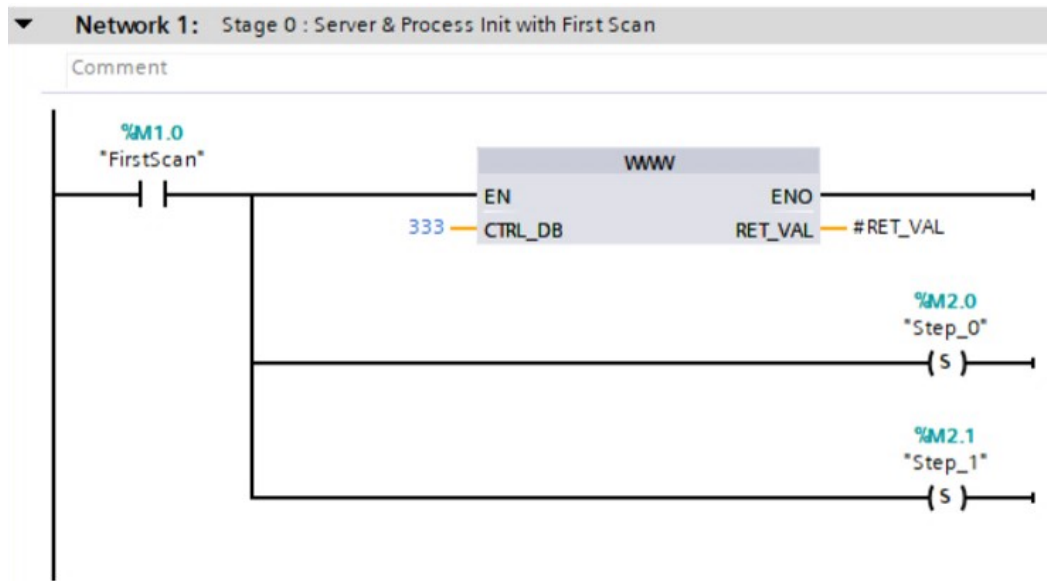 Network 1: Stage 0 : Server & Process Init with First Scan
Comment
%M1.0
"FirstScan"
WWW
EN ENO
333 CTRL_DB RET_VAL #RET_VAL
%M2.0
"Step_0"
S
%M2.1
"Step_1"
S